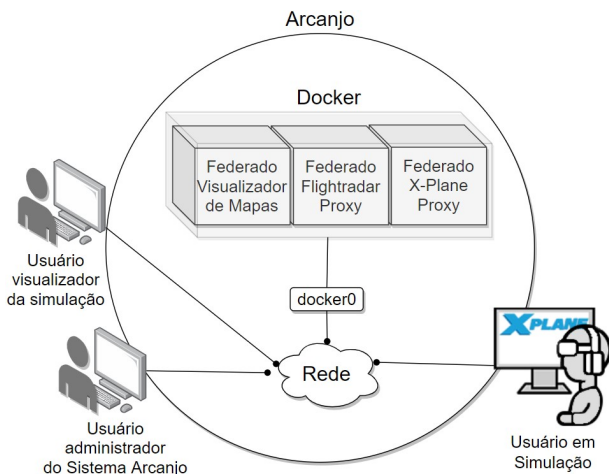 Arcanjo
Docker
Federado
Visualizador
de Mapas
Federado
Flightradar
Proxy
Federado
X-Plane
Proxy
Usuário
visualizador
da simulação
docker0
X PLANE
Rede
Usuário
administrador
do Sistema Arcanjo
Usuário em
Simulação